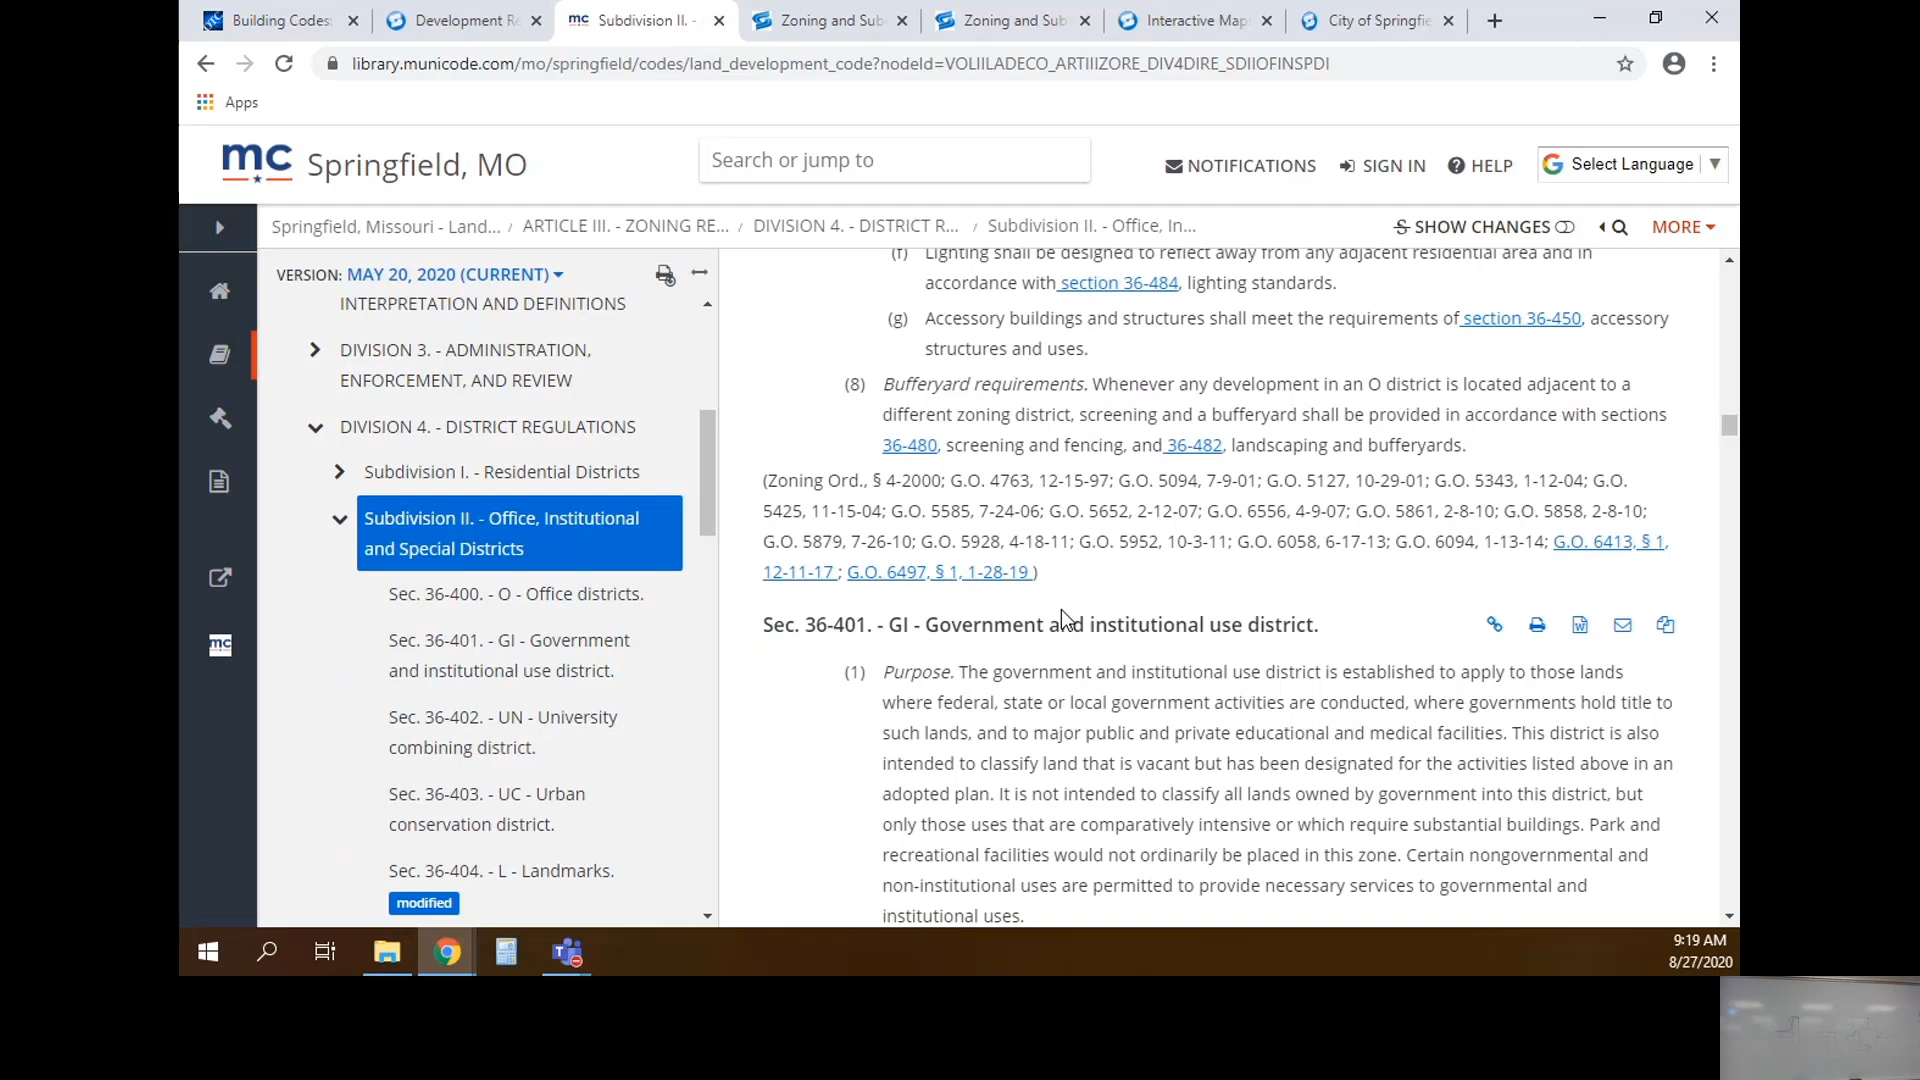 Building Codes:
Development Re
mc Subdivision II. -
Zoning and Sub
Zoning and Sub
Interactive Map
City of Springfie
library.municode.com/mo/springfield/codes/land_development_code?nodeId=VOLIILADECO_ARTIIIZORE_DIV4DIRE_SDIIOFINSPDI
Apps
mc Springfield, MO
Search or jump to
NOTIFICATIONS
SIGN IN
HELP
Select Language
Springfield, Missouri - Land... / ARTICLE III. - ZONING RE... / DIVISION 4. - DISTRICT R... / Subdivision II. - Office, In...
SHOW CHANGES
MORE
VERSION: MAY 20, 2020 (CURRENT)
INTERPRETATION AND DEFINITIONS
DIVISION 3. - ADMINISTRATION,
ENFORCEMENT, AND REVIEW
DIVISION 4. - DISTRICT REGULATIONS
Subdivision I. - Residential Districts
Subdivision II. - Office, Institutional
and Special Districts
Sec. 36-400. - O - Office districts.
Sec. 36-401. - GI - Government
and institutional use district.
Sec. 36-402. - UN - University
combining district.
Sec. 36-403. - UC - Urban
conservation district.
Sec. 36-404. - L - Landmarks.
modified
mc
(f) Lighting shall be designed to reflect away from any adjacent residential area and in
accordance with section 36-484, lighting standards.
(g) Accessory buildings and structures shall meet the requirements of section 36-450, accessory
structures and uses.
(8) Bufferyard requirements. Whenever any development in an O district is located adjacent to a
different zoning district, screening and a bufferyard shall be provided in accordance with sections
36-480, screening and fencing, and 36-482, landscaping and bufferyards.
(Zoning Ord., § 4-2000; G.O. 4763, 12-15-97; G.O. 5094, 7-9-01; G.O. 5127, 10-29-01; G.O. 5343, 1-12-04; G.O.
5425, 11-15-04; G.O. 5585, 7-24-06; G.O. 5652, 2-12-07; G.O. 6556, 4-9-07; G.O. 5861, 2-8-10; G.O. 5858, 2-8-10;
G.O. 5879, 7-26-10; G.O. 5928, 4-18-11; G.O. 5952, 10-3-11; G.O. 6058, 6-17-13; G.O. 6094, 1-13-14; G.O. 6413, § 1,
12-11-17 ; G.O. 6497, § 1, 1-28-19 )
Sec. 36-401. - GI - Government and institutional use district.
(1) Purpose. The government and institutional use district is established to apply to those lands
where federal, state or local government activities are conducted, where governments hold title to
such lands, and to major public and private educational and medical facilities. This district is also
intended to classify land that is vacant but has been designated for the activities listed above in an
adopted plan. It is not intended to classify all lands owned by government into this district, but
only those uses that are comparatively intensive or which require substantial buildings. Park and
recreational facilities would not ordinarily be placed in this zone. Certain nongovernmental and
non-institutional uses are permitted to provide necessary services to governmental and
institutional uses.
9:19 AM
8/27/2020